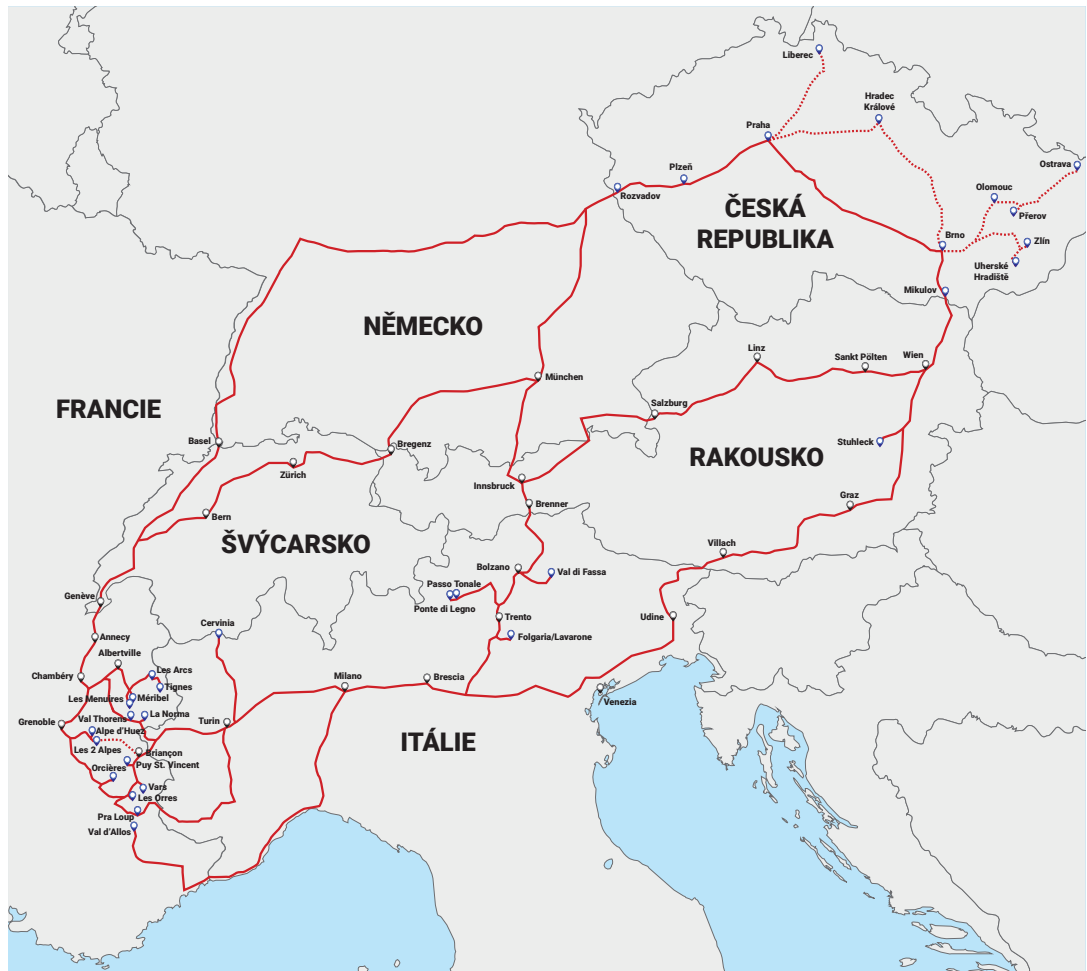 Liberec
Hradec
Králové
Praha
Ostrava
Plzeň
Olomouc
Rozvadov
Přerov
ČESKÁ
REPUBLIKA
Brno
Zlín
Uherské
Hradiště
Mikulov
NĚMECKO
Linz
Sankt Pölten
Wien
München
FRANCIE
Salzburg
Basel
Bregenz
Stuhleck
RAKOUSKO
Zürich
Innsbruck
Graz
Brenner
Bern
ŠVÝCARSKO
Villach
Bolzano
Val di Fassa
Passo Tonale
Ponte di Legno
Genève
Trento
Udine
Cervinia
Folgaria/Lavarone
Annecy
Albertville
Les Arcs
Chambéry
Tignes
Milano
Brescia
Les Menuires
Méribel
Venezia
Val Thorens
La Norma
Grenoble
Turin
Alpe d'Huez
ITÁLIE
Les 2 Alpes
Briançon
Puy St. Vincent
Orcières
Vars
Les Orres
Pra Loup
Val d'Allos